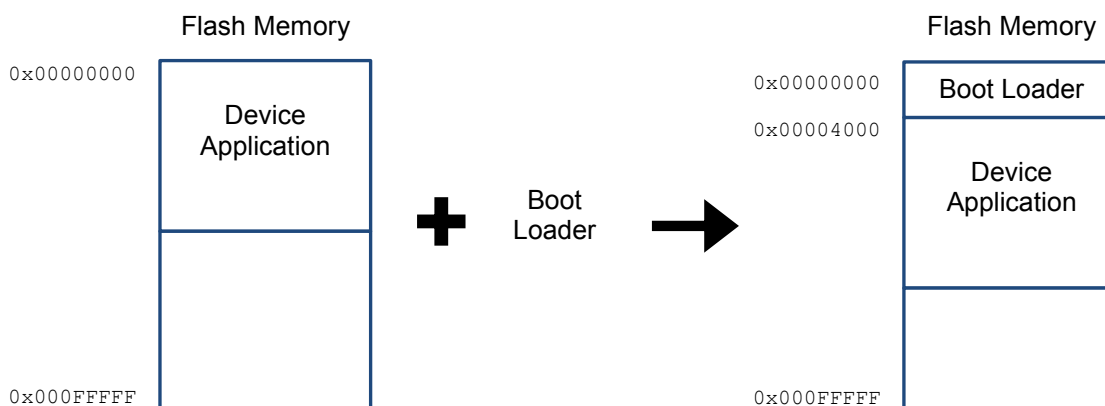 Flash Memory
0x00000000
Device
Application
0x000FFFFF
Boot
Loader
Flash Memory
0x00000000
Boot Loader
0x00004000
Device
Application
0x000FFFFF